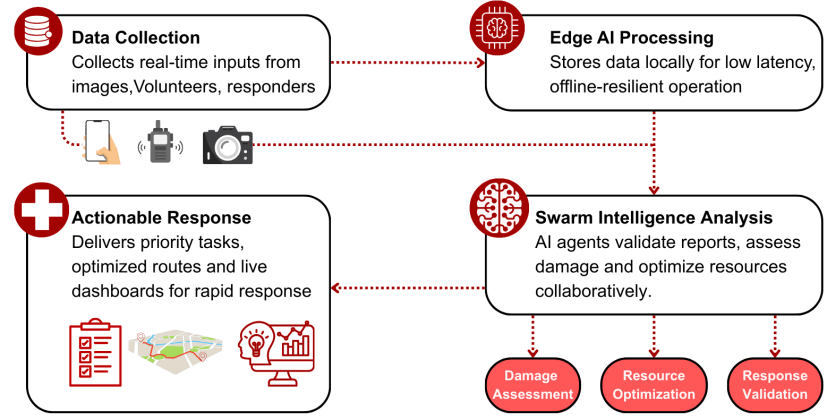 Data Collection
Collects real-time inputs from
images,Volunteers, responders
Edge AI Processing
Stores data locally for low latency,
offline-resilient operation
Actionable Response
Delivers priority tasks,
optimized routes and live
dashboards for rapid response
Swarm Intelligence Analysis
AI agents validate reports, assess
damage and optimize resources
collaboratively.
Damage
Assessment
Resource
Optimization
Response
Validation